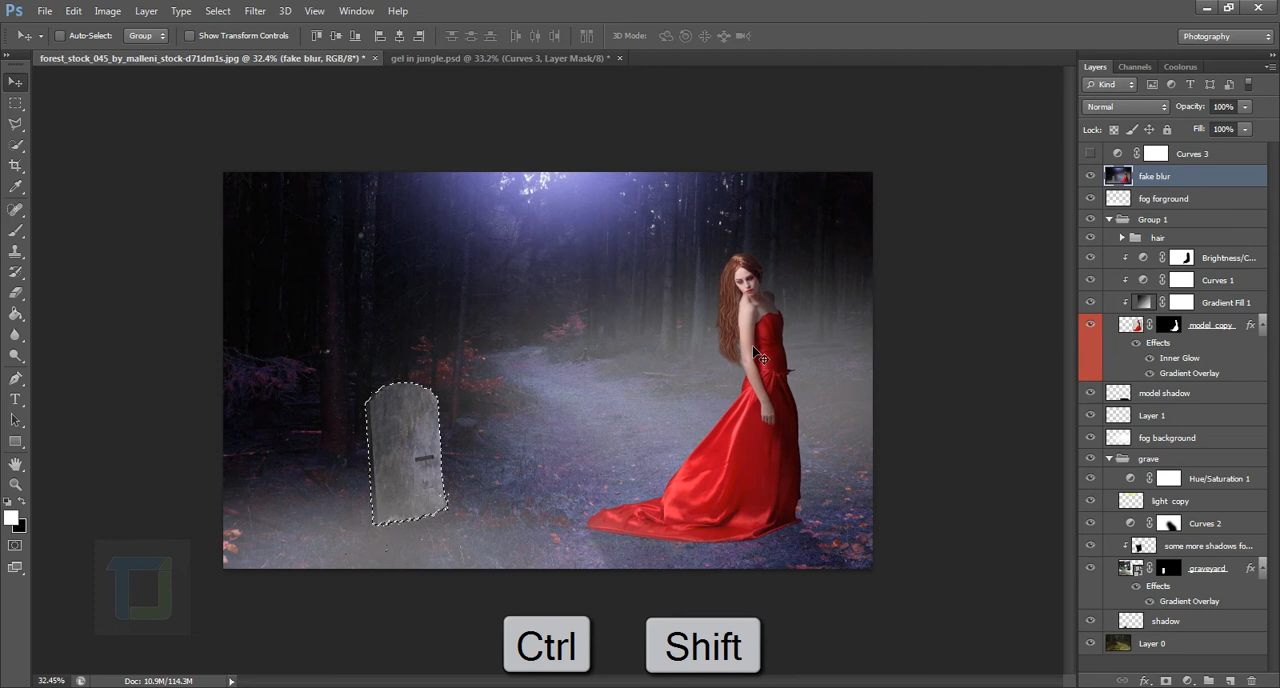 Ps File Edit Image Layer Type Select Filter 3D View Window Help
Auto-Select: Group Show Transform Controls 3D Mode: Photography
forest_stock_045_by_malleni_stock-d71dm1s.jpg @ 32.4% (fake blur, RGB/8*) * × gel in jungle.psd @ 33.2% (Curves 3, Layer Mask/8) * ×
Layers Channels Coolorus
Kind
Normal Opacity: 100%
Lock: Fill: 100%
Curves 3
fake blur
fog forground
Group 1
hair
Brightness/C...
Curves 1
Gradient Fill 1
model copy fx
Effects
Inner Glow
Gradient Overlay
model shadow
Layer 1
fog background
grave
Hue/Saturation 1
light copy
Curves 2
some more shadows fo...
graveyard fx
Effects
Gradient Overlay
shadow
Layer 0
Ctrl Shift
32.45% Doc: 10.9M/114.3M